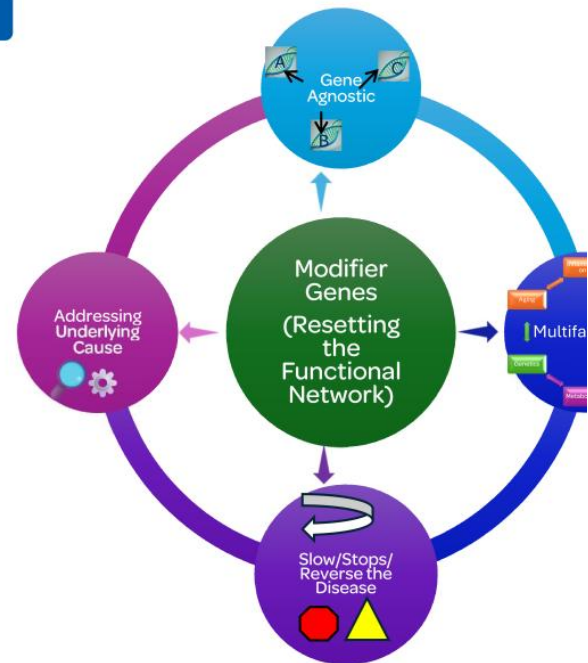 A
C
Gene
Agnostic
B
Modifier
Genes
(Resetting
the
Functional
Network)
Addressing
Underlying
Cause
Aging
Multifa
Genetics
Slow/Stops/
Reverse the
Disease